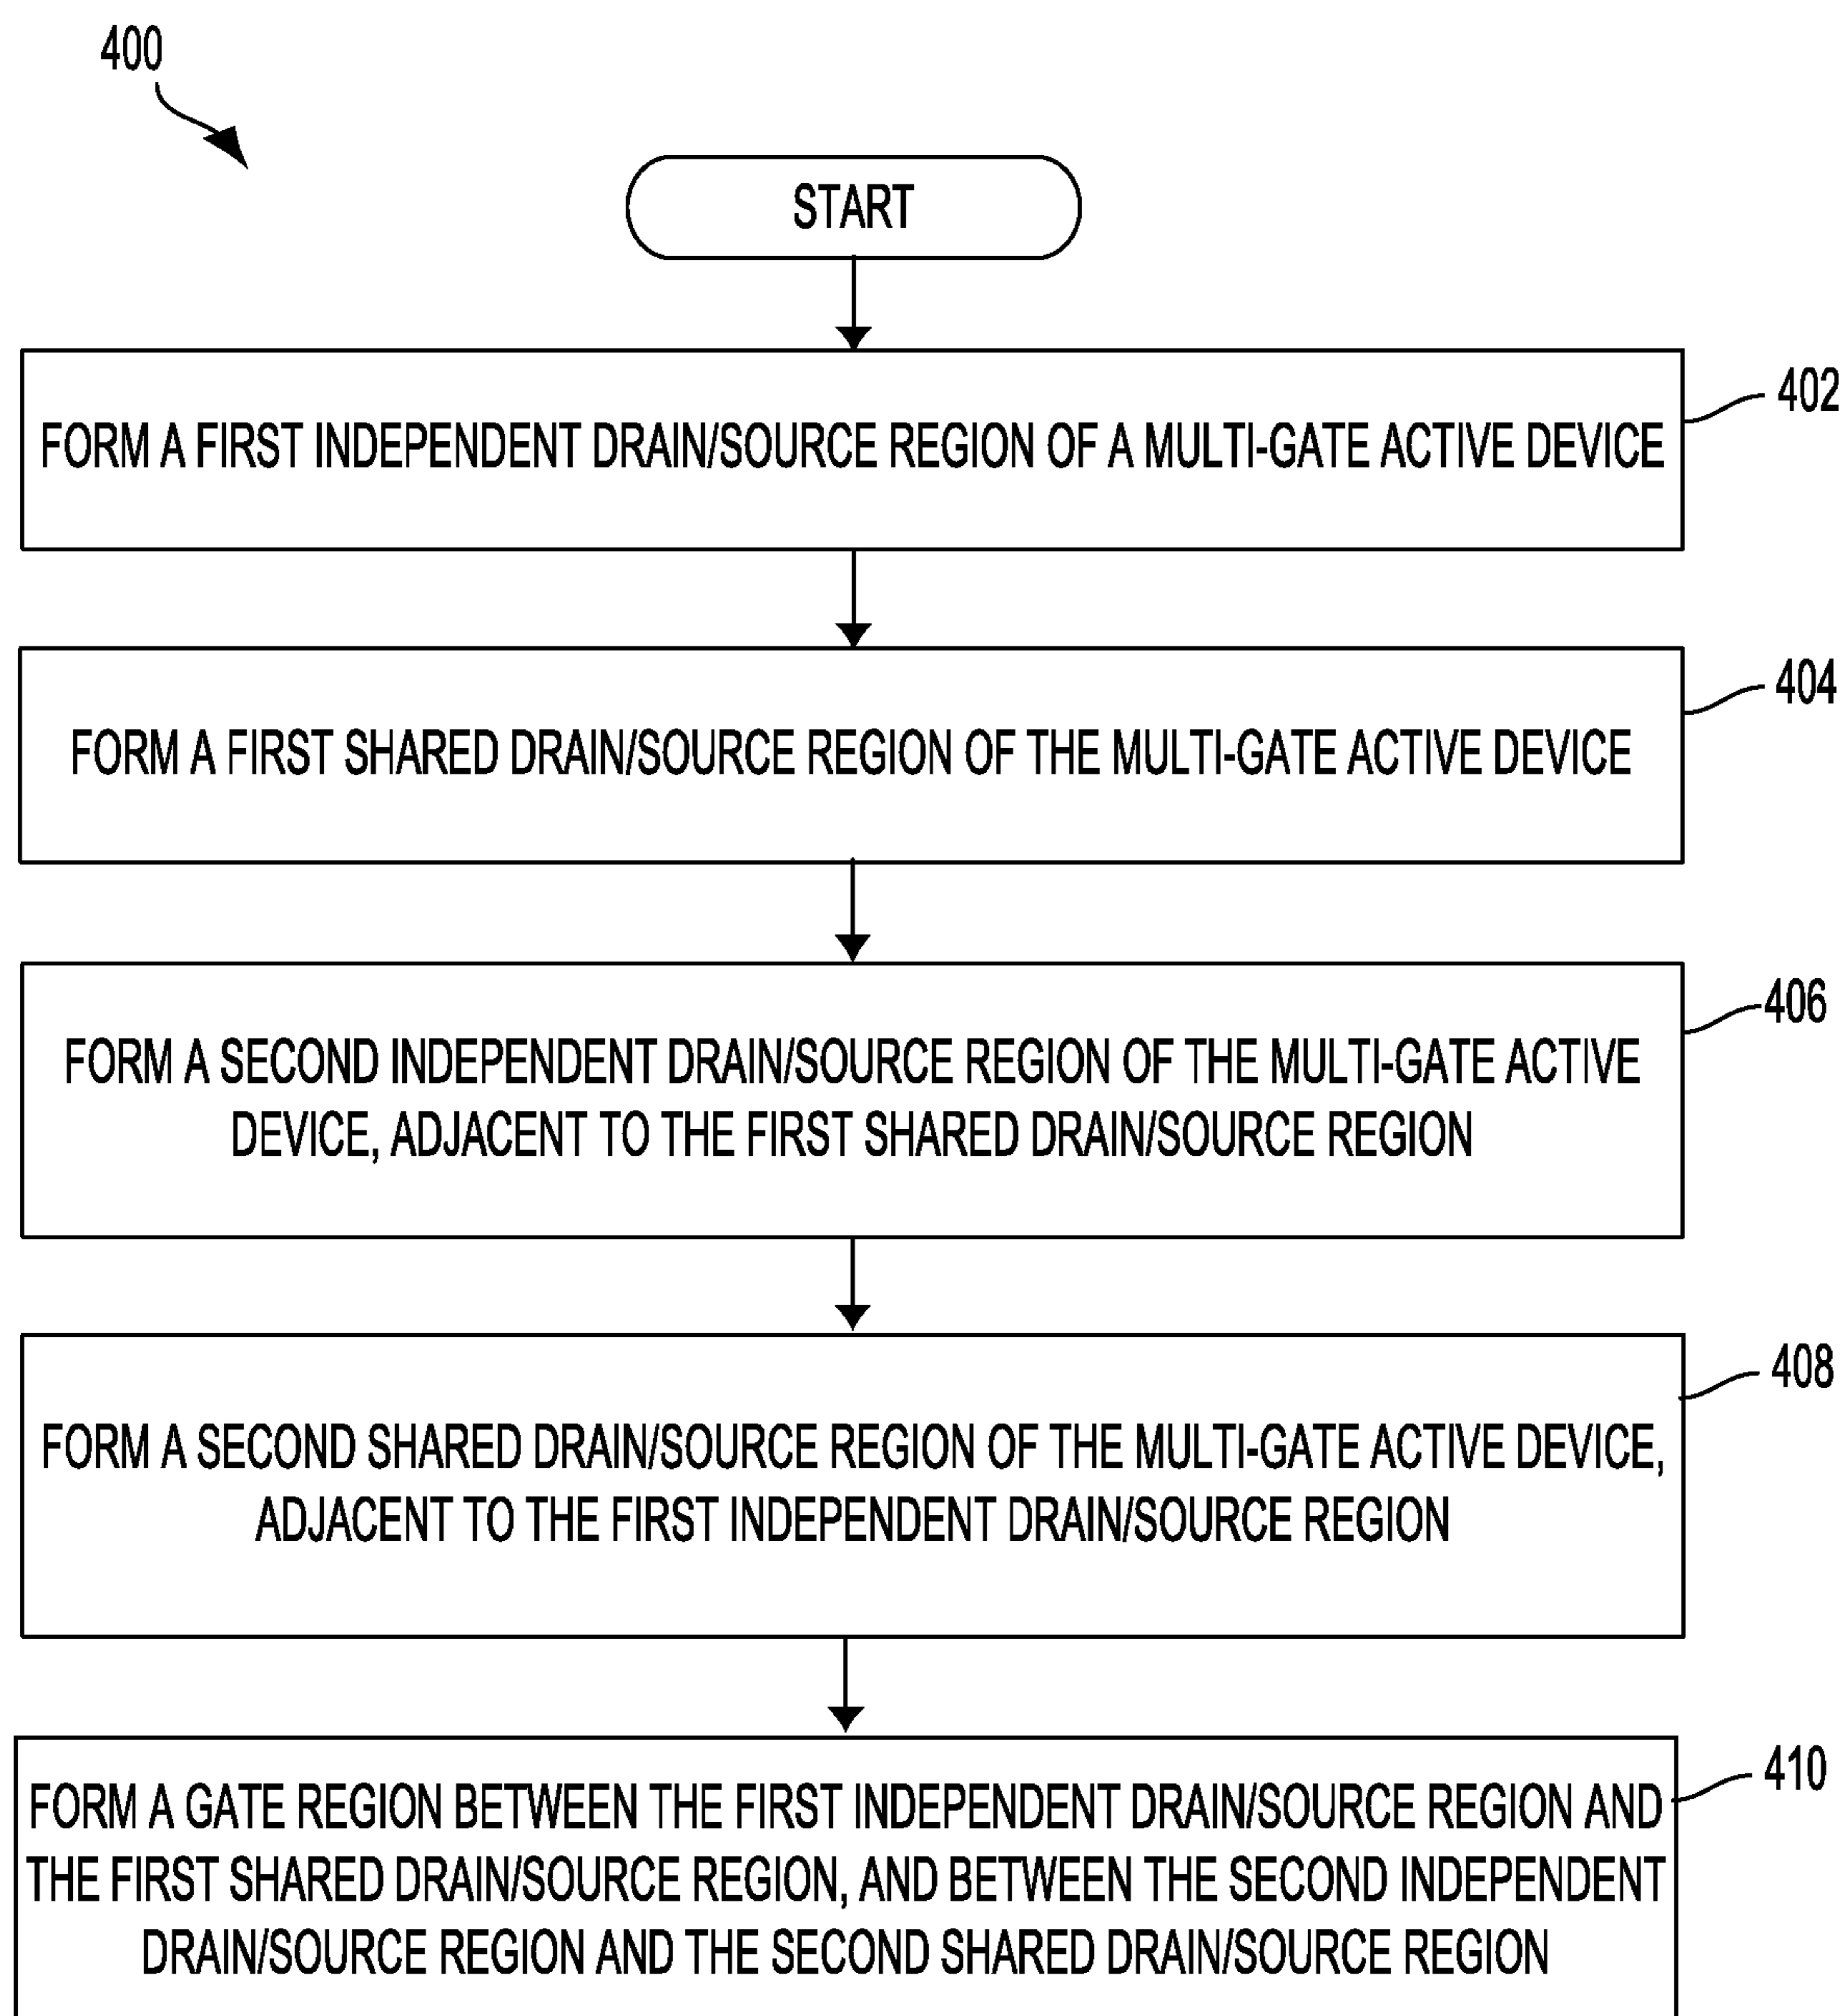 400
START
FORM A FIRST INDEPENDENT DRAIN/SOURCE REGION OF A MULTI-GATE ACTIVE DEVICE
402
FORM A FIRST SHARED DRAIN/SOURCE REGION OF THE MULTI-GATE ACTIVE DEVICE
404
FORM A SECOND INDEPENDENT DRAIN/SOURCE REGION OF THE MULTI-GATE ACTIVE
DEVICE, ADJACENT TO THE FIRST SHARED DRAIN/SOURCE REGION
406
FORM A SECOND SHARED DRAIN/SOURCE REGION OF THE MULTI-GATE ACTIVE DEVICE,
ADJACENT TO THE FIRST INDEPENDENT DRAIN/SOURCE REGION
408
FORM A GATE REGION BETWEEN THE FIRST INDEPENDENT DRAIN/SOURCE REGION AND
THE FIRST SHARED DRAIN/SOURCE REGION, AND BETWEEN THE SECOND INDEPENDENT
DRAIN/SOURCE REGION AND THE SECOND SHARED DRAIN/SOURCE REGION
410